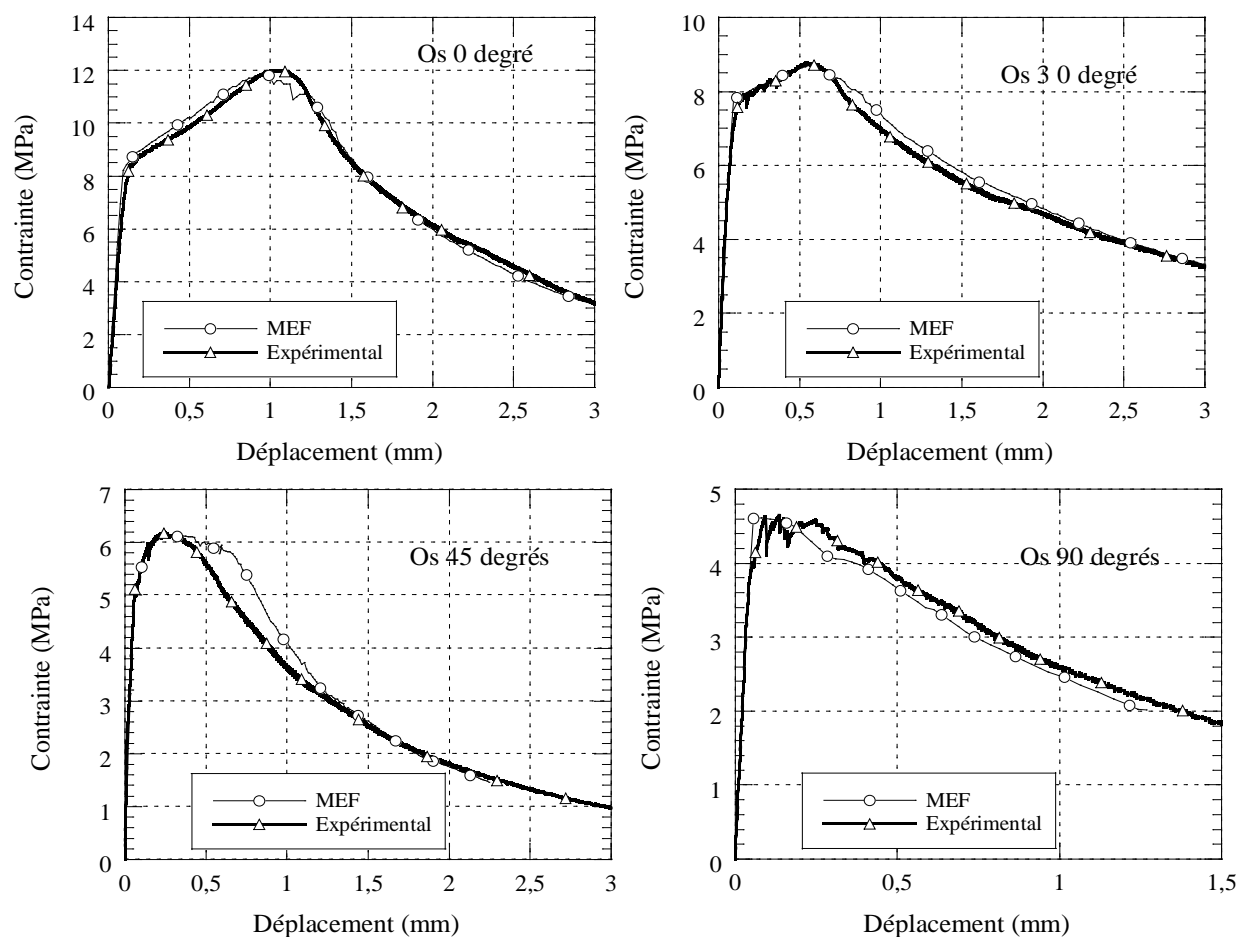 14
12
10
8
6
4
2
0
Contrainte (MPa)
Os 0 degré
MEF
Expérimental
0 0,5 1 1,5 2 2,5 3
Déplacement (mm)
10
8
6
4
2
0
Contrainte (MPa)
Os 3 0 degré
MEF
Expérimental
0 0,5 1 1,5 2 2,5 3
Déplacement (mm)
7
6
5
4
3
2
1
0
Contrainte (MPa)
Os 45 degrés
MEF
Expérimental
0 0,5 1 1,5 2 2,5 3
Déplacement (mm)
5
4
3
2
1
0
Contrainte (MPa)
Os 90 degrés
MEF
Expérimental
0 0,5 1 1,5
Déplacement (mm)